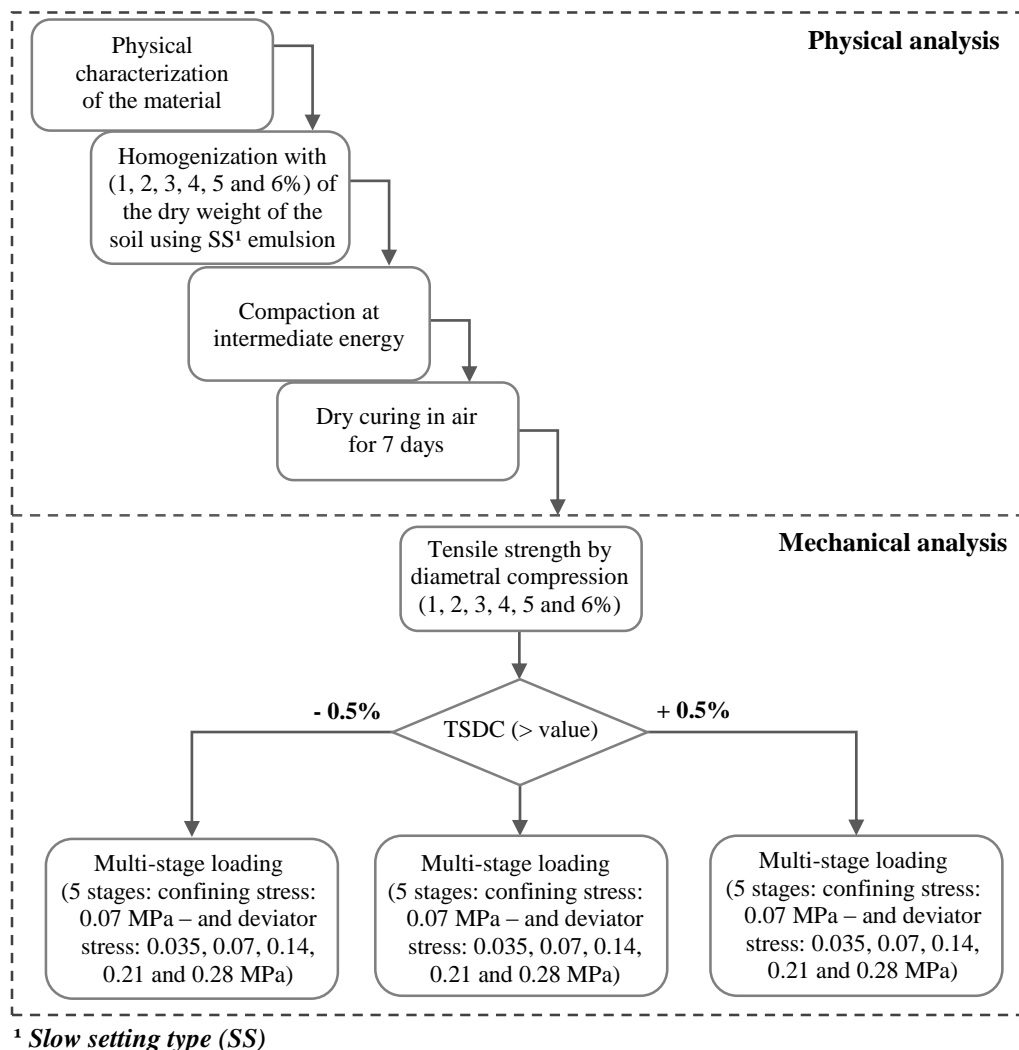 Physical analysis
Physical
characterization
of the material
Homogenization with
(1, 2, 3, 4, 5 and 6%) of
the dry weight of the
soil using SS¹ emulsion
Compaction at
intermediate energy
Dry curing in air
for 7 days
Mechanical analysis
Tensile strength by
diametral compression
(1, 2, 3, 4, 5 and 6%)
- 0.5%
TSDC (> value)
+ 0.5%
Multi-stage loading
(5 stages: confining stress:
0.07 MPa – and deviator
stress: 0.035, 0.07, 0.14,
0.21 and 0.28 MPa)
Multi-stage loading
(5 stages: confining stress:
0.07 MPa – and deviator
stress: 0.035, 0.07, 0.14,
0.21 and 0.28 MPa)
Multi-stage loading
(5 stages: confining stress:
0.07 MPa – and deviator
stress: 0.035, 0.07, 0.14,
0.21 and 0.28 MPa)
¹ Slow setting type (SS)